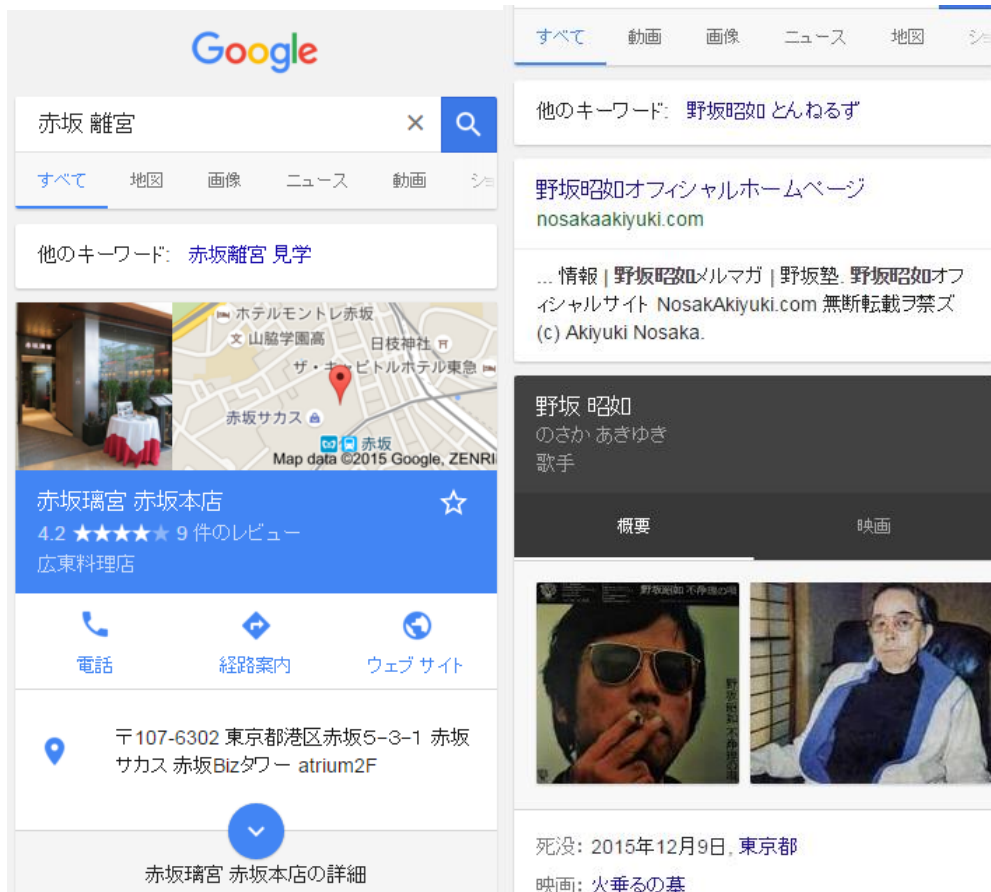 Google
赤坂 離宮
すべて 地図 画像 ニュース 動画
他のキーワード: 赤坂離宮 見学
ホテルモントレ赤坂
山脇学園高
日枝神社
ザ・キャピトルホテル東急
赤坂サカス
赤坂
Map data ©2015 Google, ZENRI
赤坂璃宮 赤坂本店
4.2 ★★★★★ 9 件のレビュー
広東料理店
電話 経路案内 ウェブ サイト
〒107-6302 東京都港区赤坂5−3−1 赤坂
サカス 赤坂Bizタワー atrium2F
赤坂璃宮 赤坂本店の詳細
すべて 動画 画像 ニュース 地図
他のキーワード: 野坂昭如 とんねるず
野坂昭如オフィシャルホームページ
nosakaakiyuki.com
... 情報 | 野坂昭如メルマガ | 野坂塾. 野坂昭如オフ
ィシャルサイト NosakAkiyuki.com 無断転載ヲ禁ズ
(c) Akiyuki Nosaka.
野坂 昭如
のさか あきゆき
歌手
概要 映画
死没: 2015年12月9日, 東京都
映画: 火垂るの墓